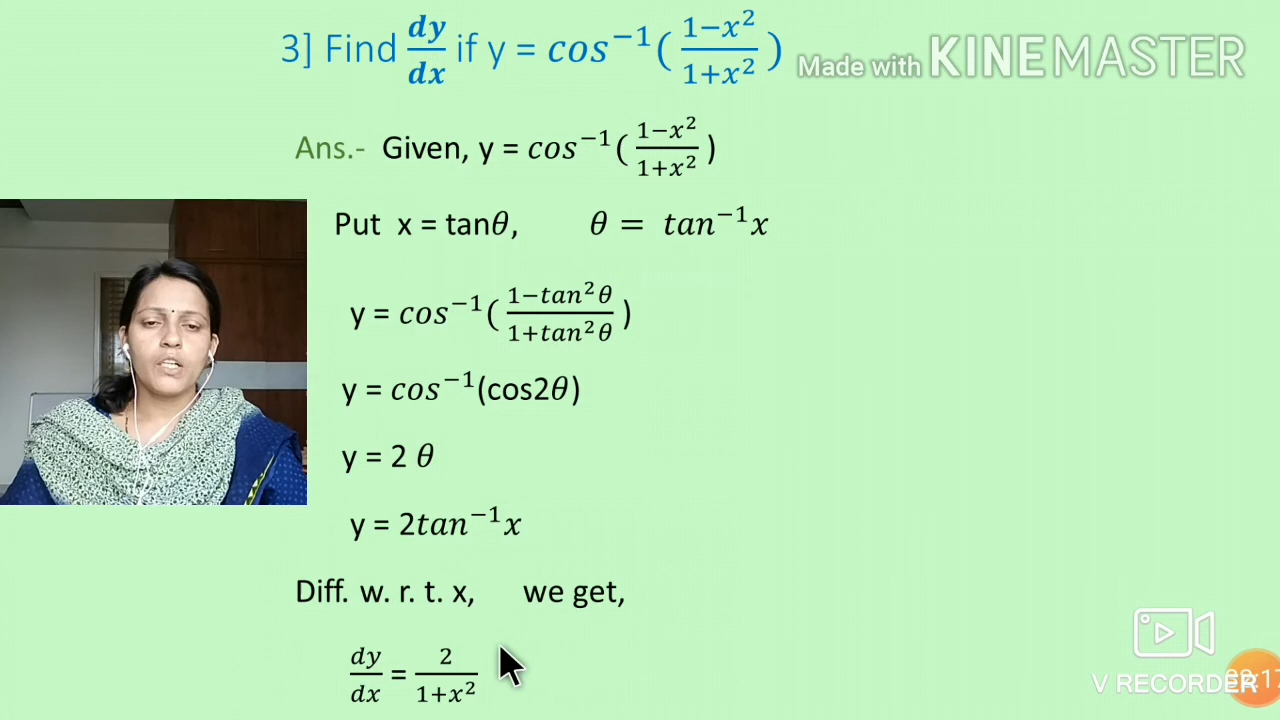 3] Find dy/dx if y = cos⁻¹((1−x²)/(1+x²))
Made with KINEMASTER
Ans.- Given, y = cos⁻¹((1−x²)/(1+x²))
Put x = tanθ, θ = tan⁻¹x
y = cos⁻¹((1−tan²θ)/(1+tan²θ))
y = cos⁻¹(cos2θ)
y = 2 θ
y = 2tan⁻¹x
Diff. w. r. t. x, we get,
dy/dx = 2/(1+x²)
V RECORDER